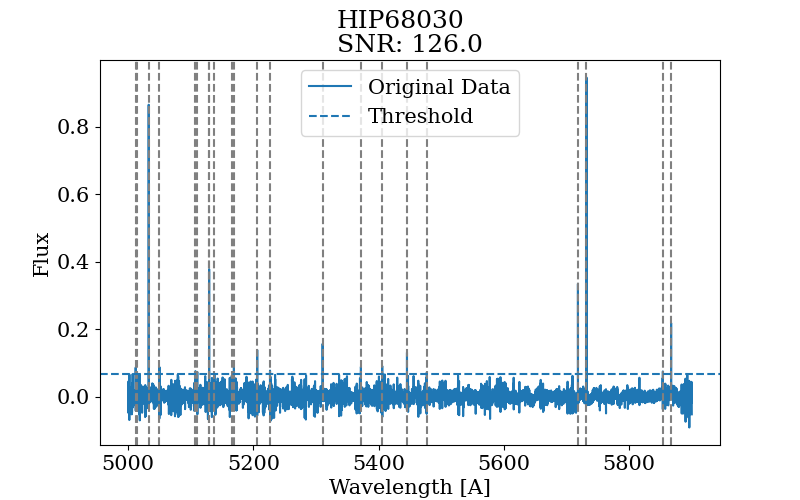 HIP68030
SNR: 126.0
Original Data
Threshold
Flux
0.8
0.6
0.4
0.2
0.0
5000 5200 5400 5600 5800
Wavelength [A]